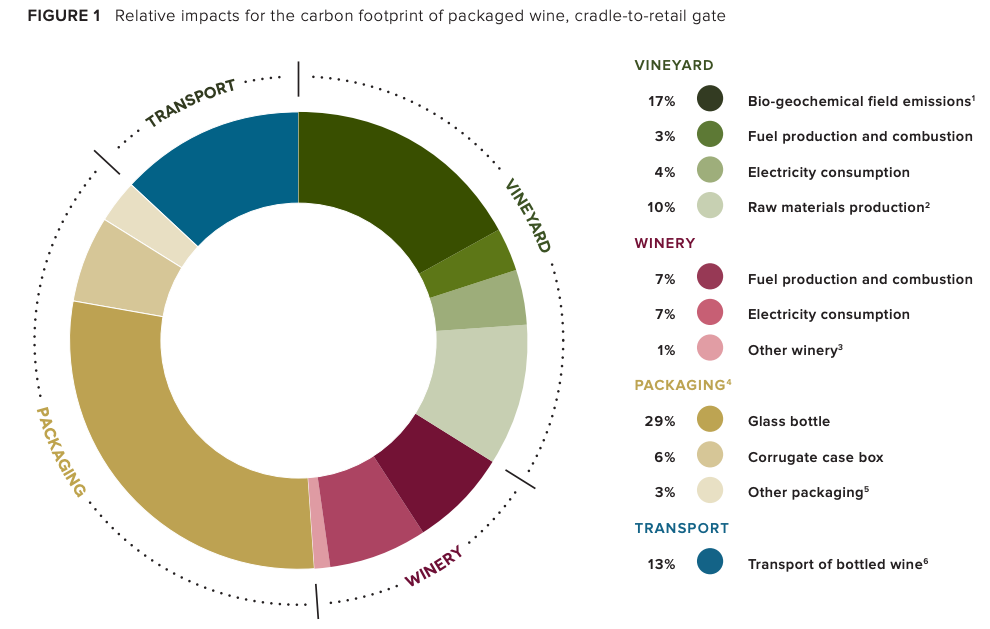 FIGURE 1 Relative impacts for the carbon footprint of packaged wine, cradle-to-retail gate
TRANSPORT
VINEYARD
PACKAGING
WINERY
VINEYARD
17% Bio-geochemical field emissions¹
3% Fuel production and combustion
4% Electricity consumption
10% Raw materials production²
WINERY
7% Fuel production and combustion
7% Electricity consumption
1% Other winery³
PACKAGING⁴
29% Glass bottle
6% Corrugate case box
3% Other packaging⁵
TRANSPORT
13% Transport of bottled wine⁶